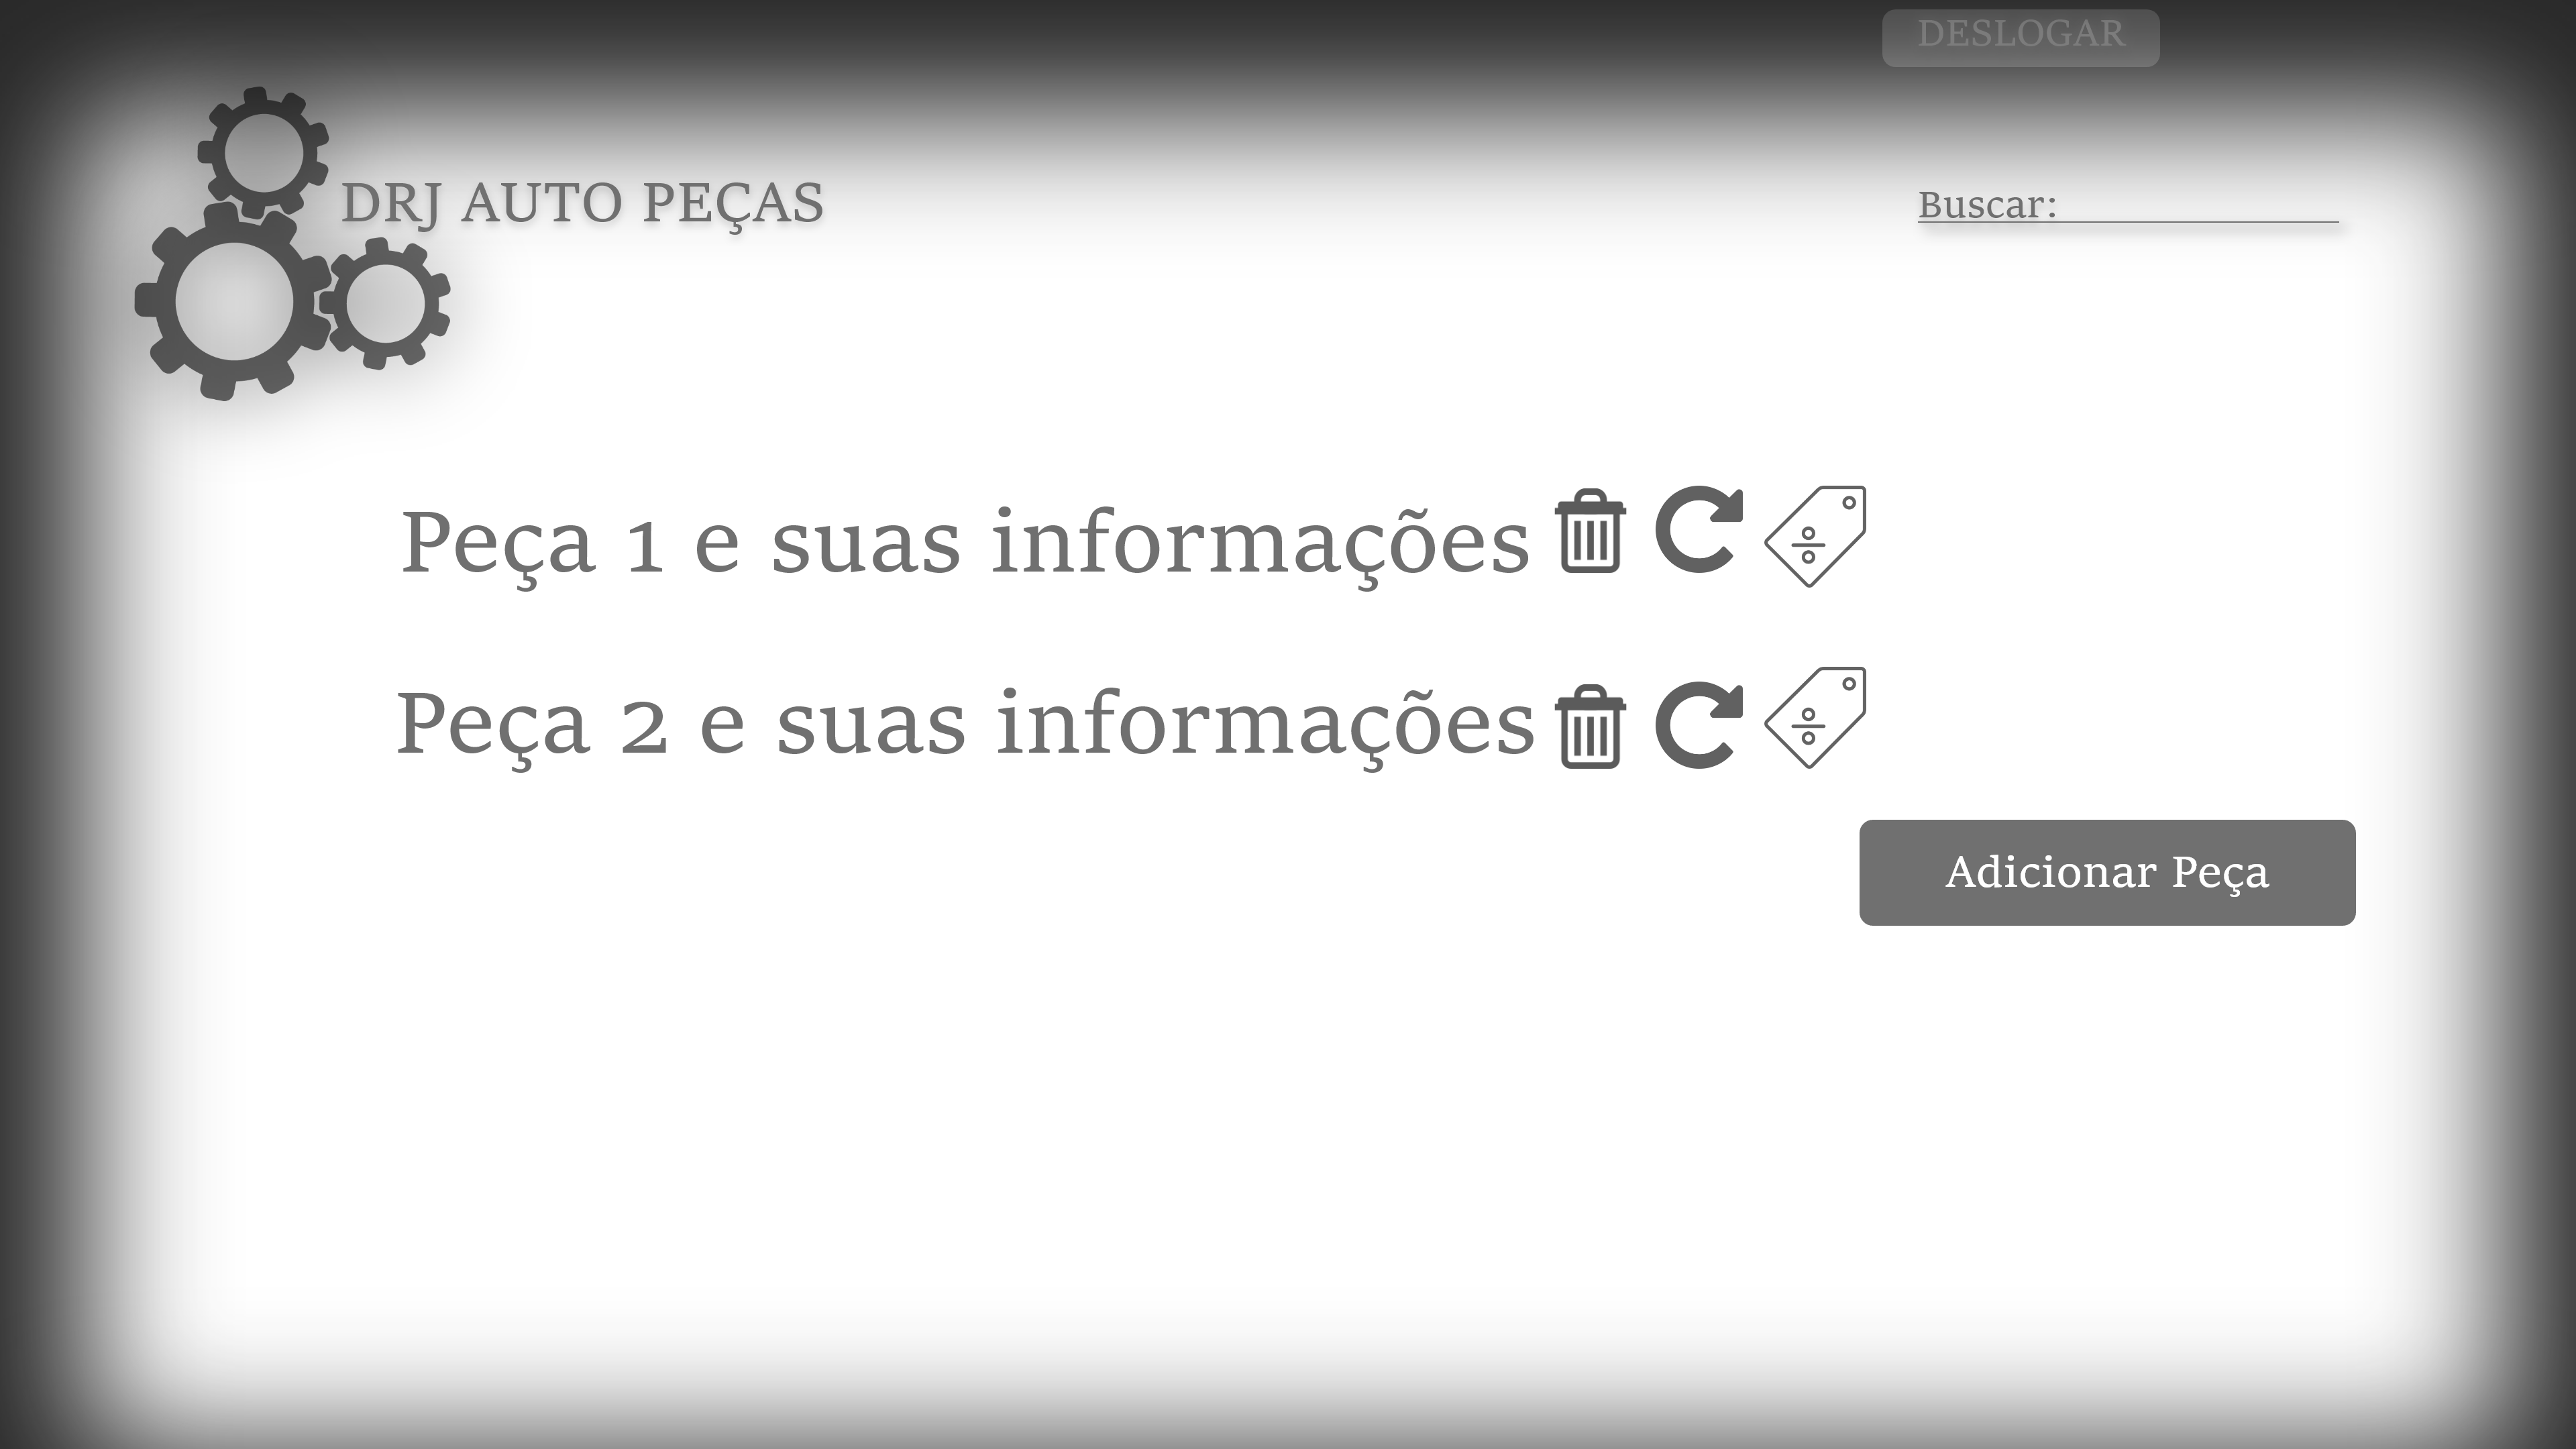 DESLOGAR
DRJ AUTO PEÇAS
Buscar:
Peça 1 e suas informações
Peça 2 e suas informações
Adicionar Peça